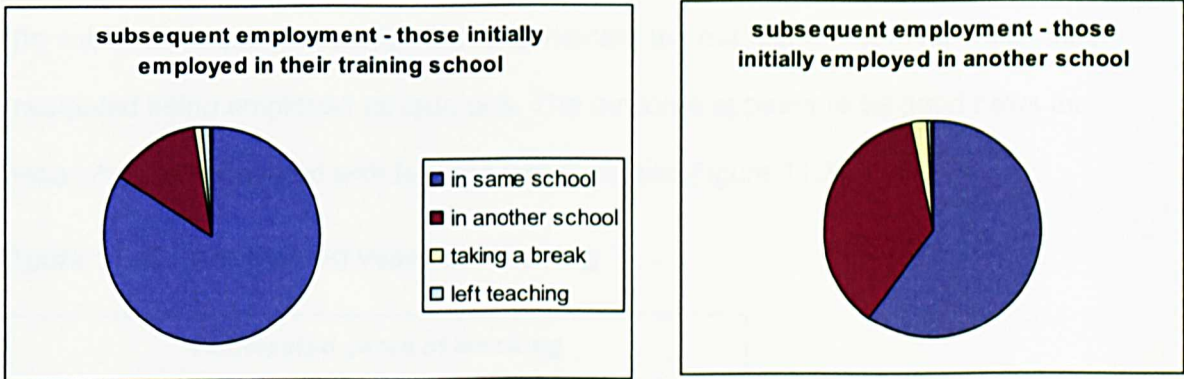 subsequent employment - those initially
employed in their training school
in same school
in another school
taking a break
left teaching
subsequent employment - those
initially employed in another school